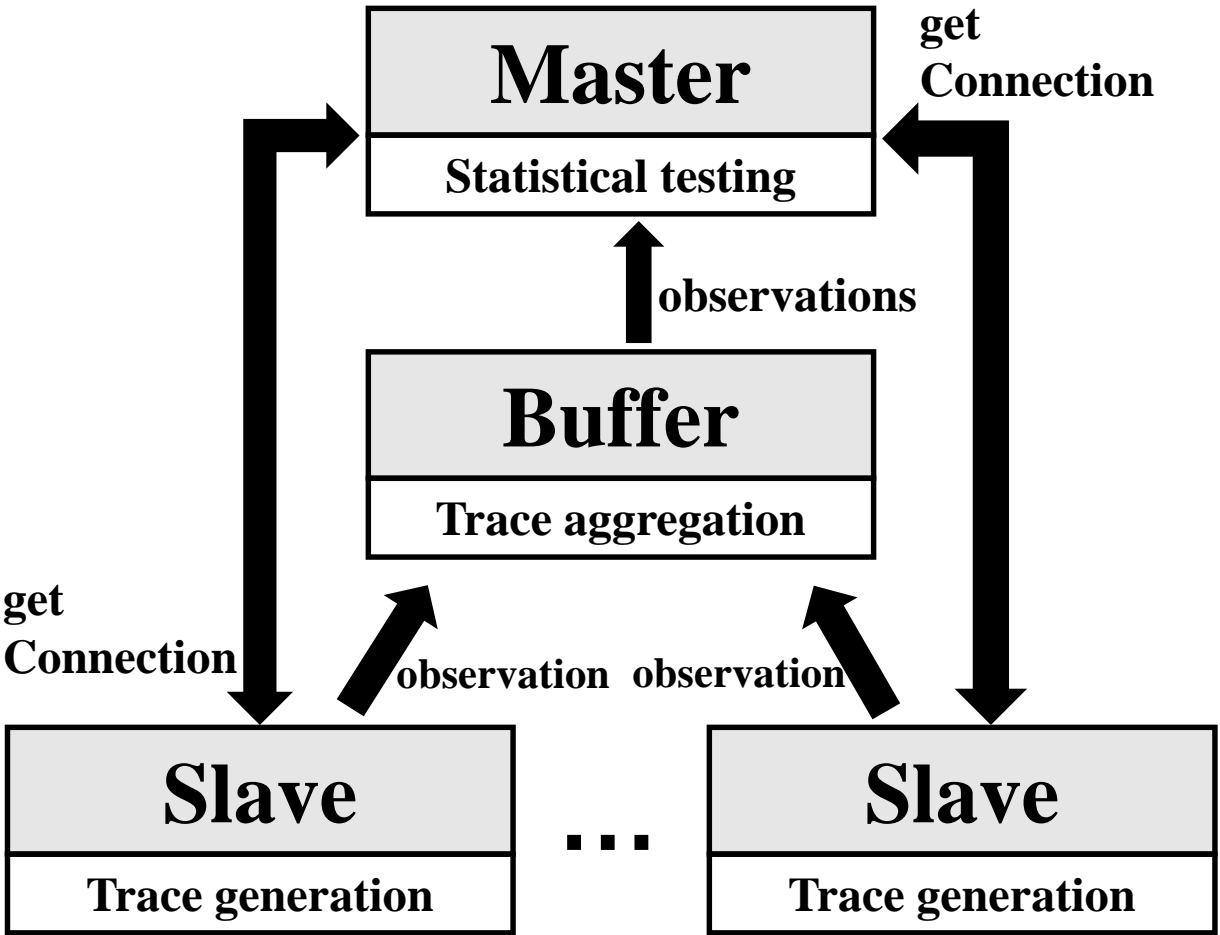 get
Connection
Master
Statistical testing
observations
Buffer
Trace aggregation
get
Connection
observation
observation
Slave
Trace generation
...
Slave
Trace generation